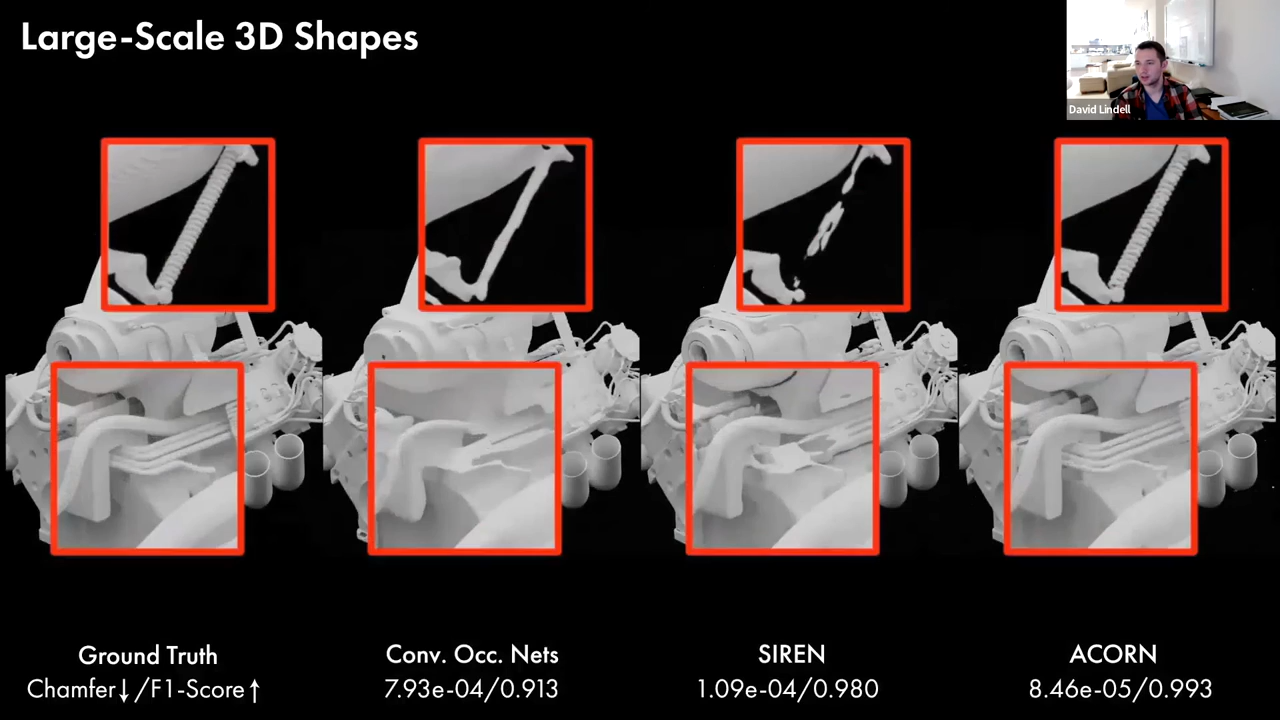 Large-Scale 3D Shapes
David Lindell
Ground Truth
Chamfer↓/F1-Score↑
Conv. Occ. Nets
7.93e-04/0.913
SIREN
1.09e-04/0.980
ACORN
8.46e-05/0.993